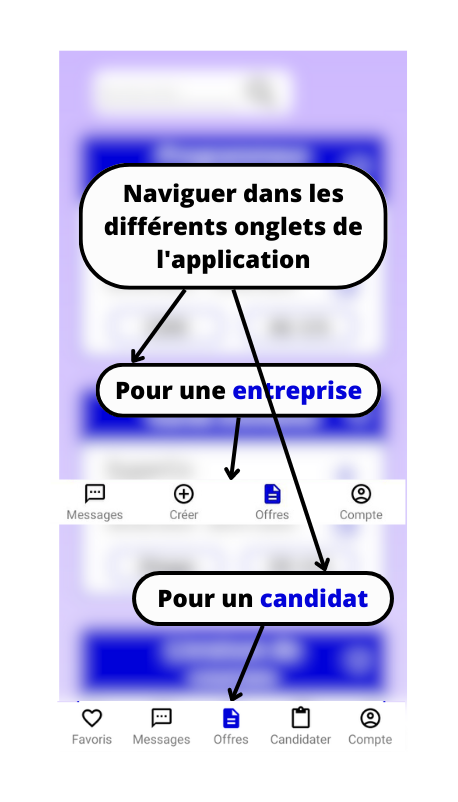 Naviguer dans les
différents onglets de
l'application
Pour une entreprise
Messages Créer Offres Compte
Pour un candidat
Favoris Messages Offres Candidater Compte